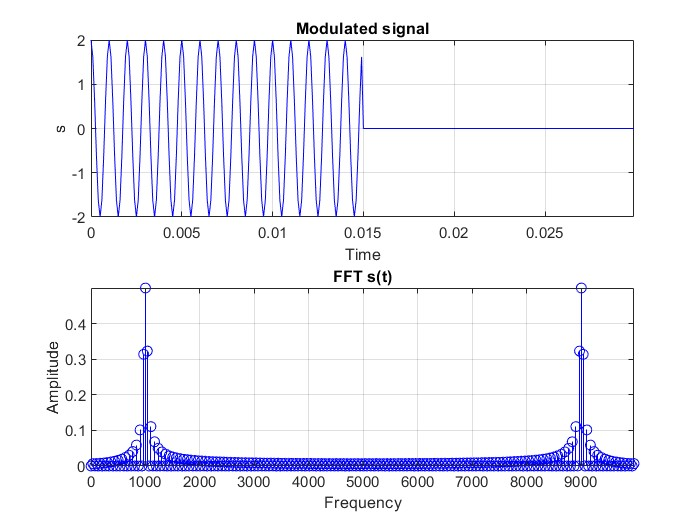 Modulated signal
2
1
0
-1
-2
s
0 0.005 0.01 0.015 0.02 0.025
Time
FFT s(t)
0.4
0.3
0.2
0.1
0
Amplitude
0 1000 2000 3000 4000 5000 6000 7000 8000 9000
Frequency